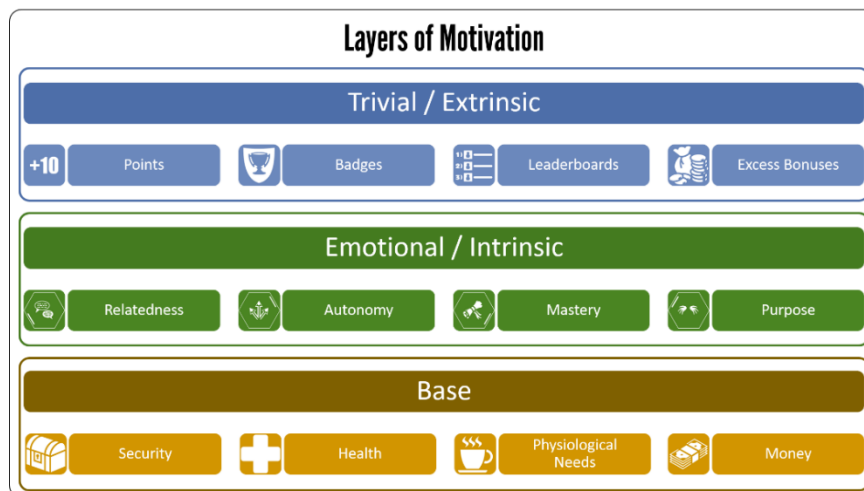 Layers of Motivation
Trivial / Extrinsic
+10 Points Badges Leaderboards Excess Bonuses
Emotional / Intrinsic
Relatedness Autonomy Mastery Purpose
Base
Security Health Physiological Needs Money